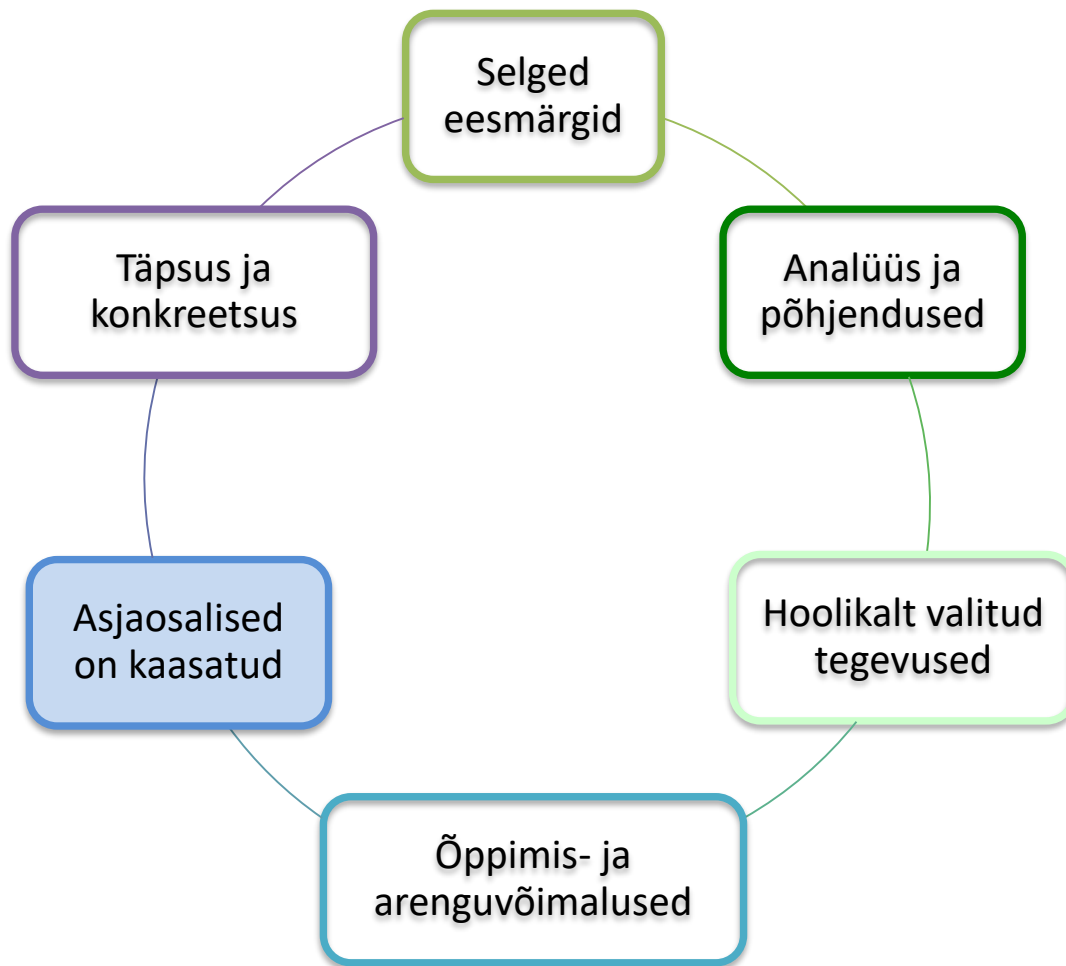 Selged
eesmärgid
Analüüs ja
põhjendused
Hoolikalt valitud
tegevused
Õppimis- ja
arenguvõimalused
Asjaosalised
on kaasatud
Täpsus ja
konkreetsus